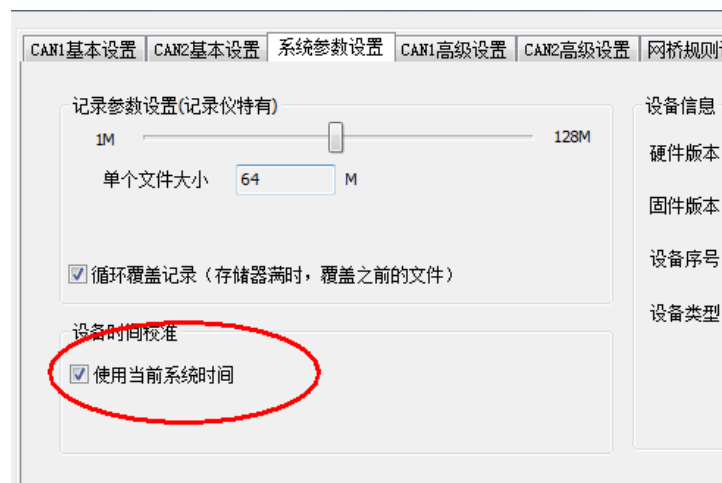 CAN1基本设置 CAN2基本设置 系统参数设置 CAN1高级设置 CAN2高级设置 网桥规则
记录参数设置(记录仪特有)
1M 128M
单个文件大小 64 M
循环覆盖记录（存储器满时，覆盖之前的文件）
设备时间校准
使用当前系统时间
设备信息
硬件版本
固件版本
设备序号
设备类型